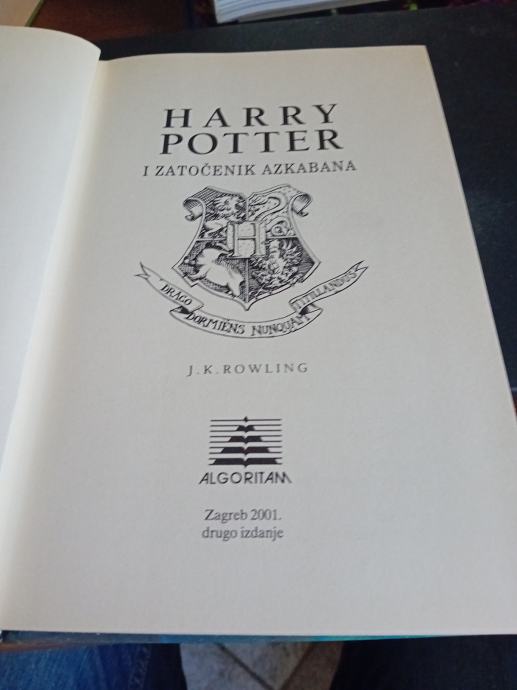 HARRY
POTTER
I ZATOČENIK AZKABANA
H
DRACO
DORMIENS NUNQUAM
TITILLANDUS
J.K.ROWLING
ALGORITAM
Zagreb 2001.
drugo izdanje